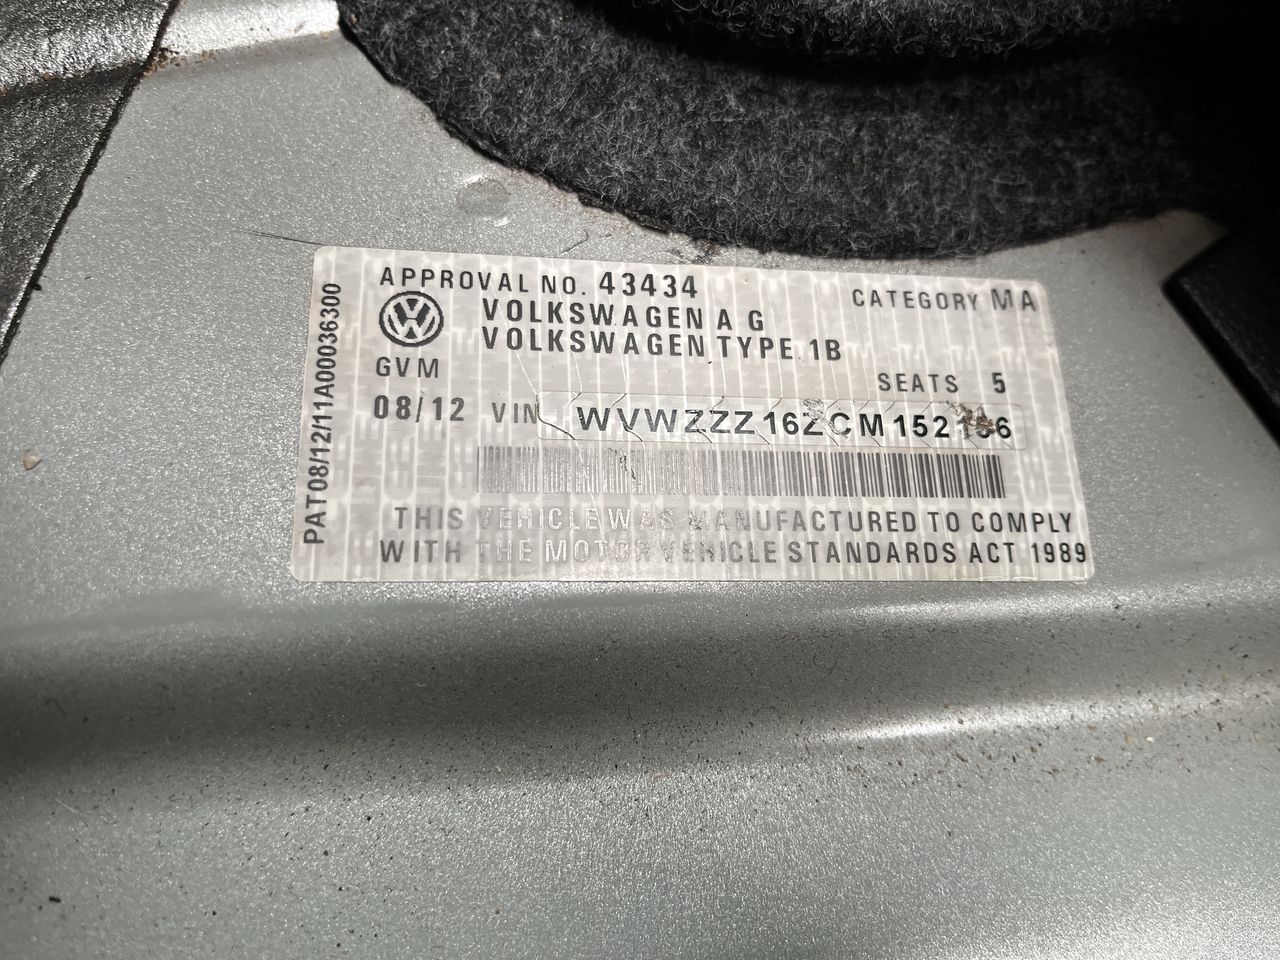 APPROVAL NO. 43434
CATEGORY MA
VOLKSWAGEN A G
VOLKSWAGEN TYPE 1B
GVM
SEATS 5
08/12 VIN
THIS VEHICLE WAS MANUFACTURED TO COMPLY
WITH THE MOTOR VEHICLE STANDARDS ACT 1989
PAT08/12/11A00036300